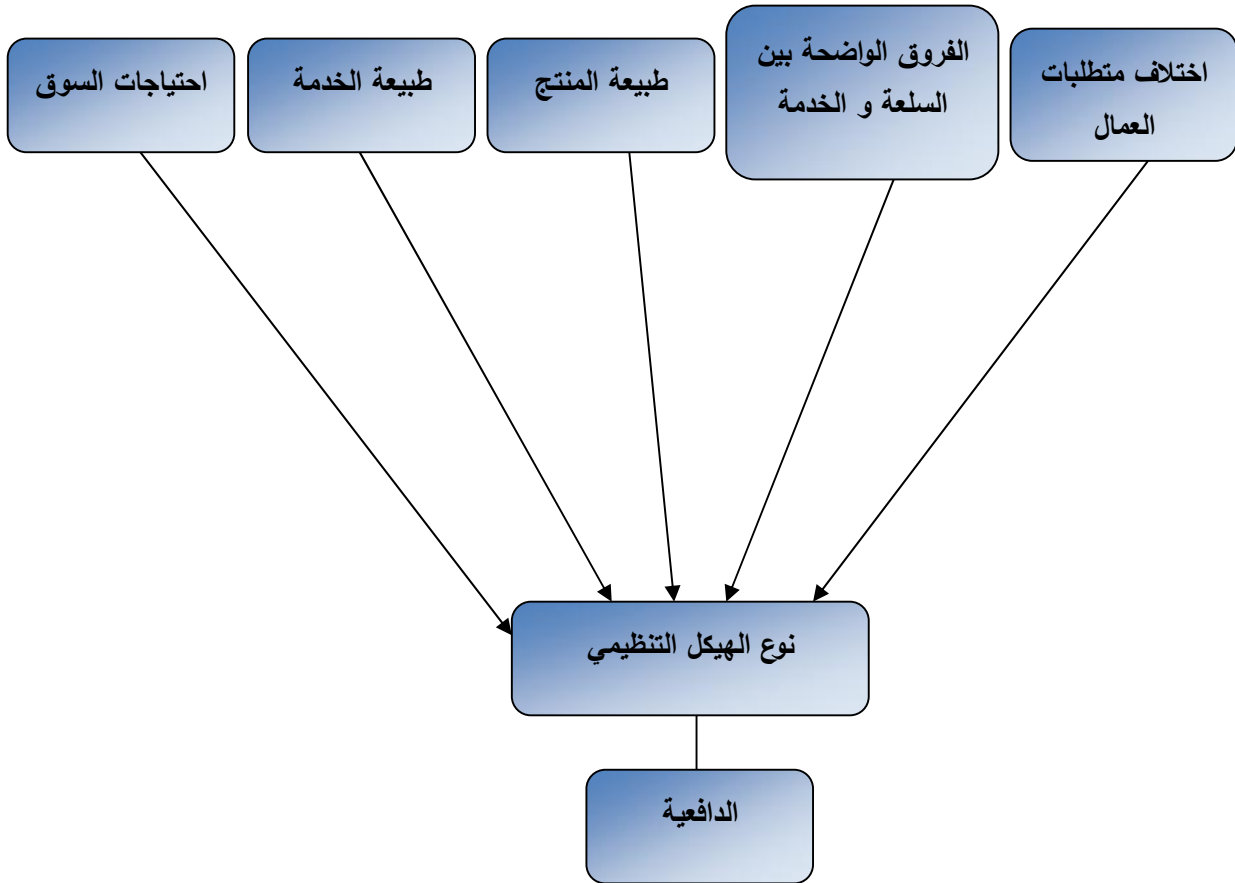 اختلاف متطلبات
العمال
الفروق الواضحة بين
السلعة و الخدمة
طبيعة المنتج
طبيعة الخدمة
احتياجات السوق
نوع الهيكل التنظيمي
الدافعية